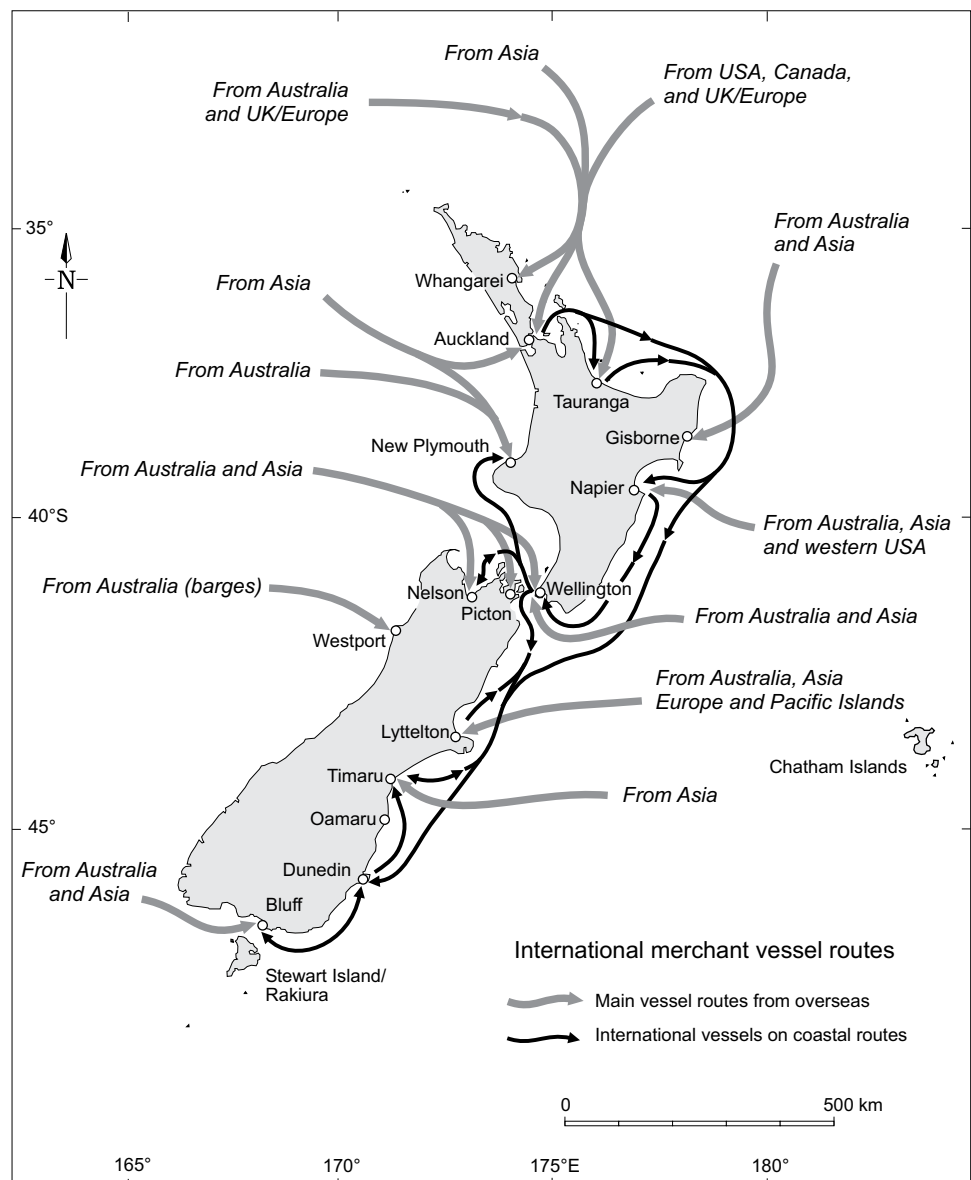 From Asia
From Australia
and UK/Europe
From USA, Canada,
and UK/Europe
35°
From Australia
and Asia
N
Whangarei
From Asia
Auckland
From Australia
Tauranga
Gisborne
New Plymouth
From Australia and Asia
Napier
40°S
From Australia, Asia
and western USA
From Australia (barges)
Nelson
Wellington
Picton
From Australia and Asia
Westport
From Australia, Asia
Europe and Pacific Islands
Lyttelton
Chatham Islands
Timaru
From Asia
Oamaru
45°
Dunedin
From Australia
and Asia
Bluff
Stewart Island/
Rakiura
International merchant vessel routes
Main vessel routes from overseas
International vessels on coastal routes
0 500 km
165° 170° 175°E 180°